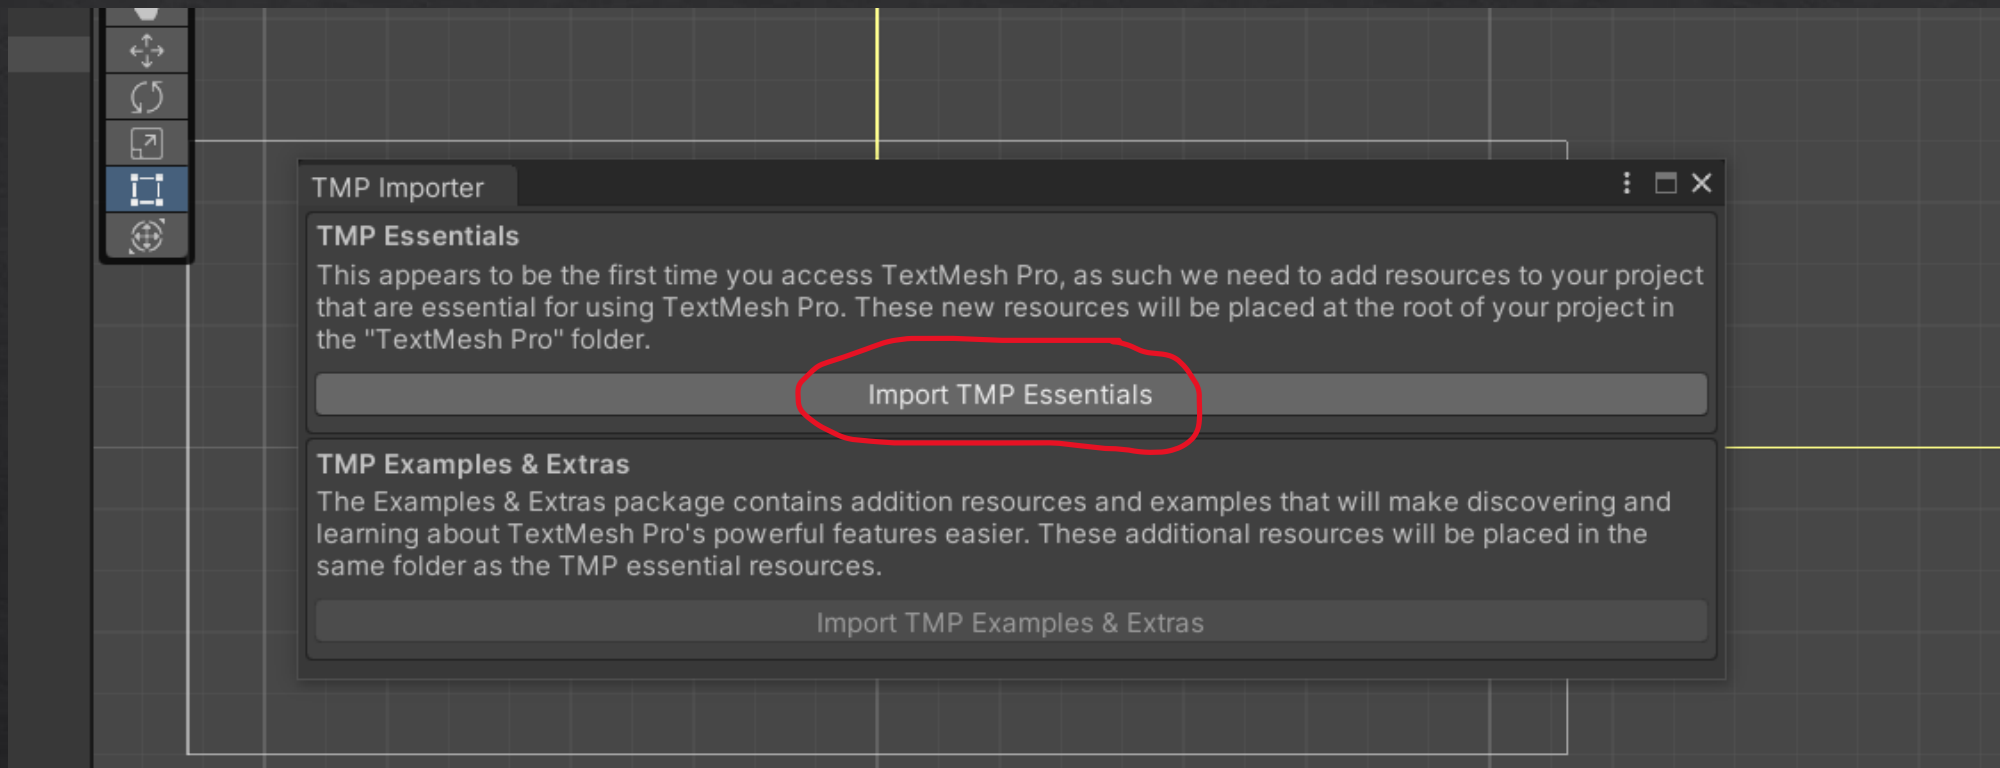 TMP Importer
TMP Essentials
This appears to be the first time you access TextMesh Pro, as such we need to add resources to your project
that are essential for using TextMesh Pro. These new resources will be placed at the root of your project in
the "TextMesh Pro" folder.
Import TMP Essentials
TMP Examples & Extras
The Examples & Extras package contains addition resources and examples that will make discovering and
learning about TextMesh Pro's powerful features easier. These additional resources will be placed in the
same folder as the TMP essential resources.
Import TMP Examples & Extras